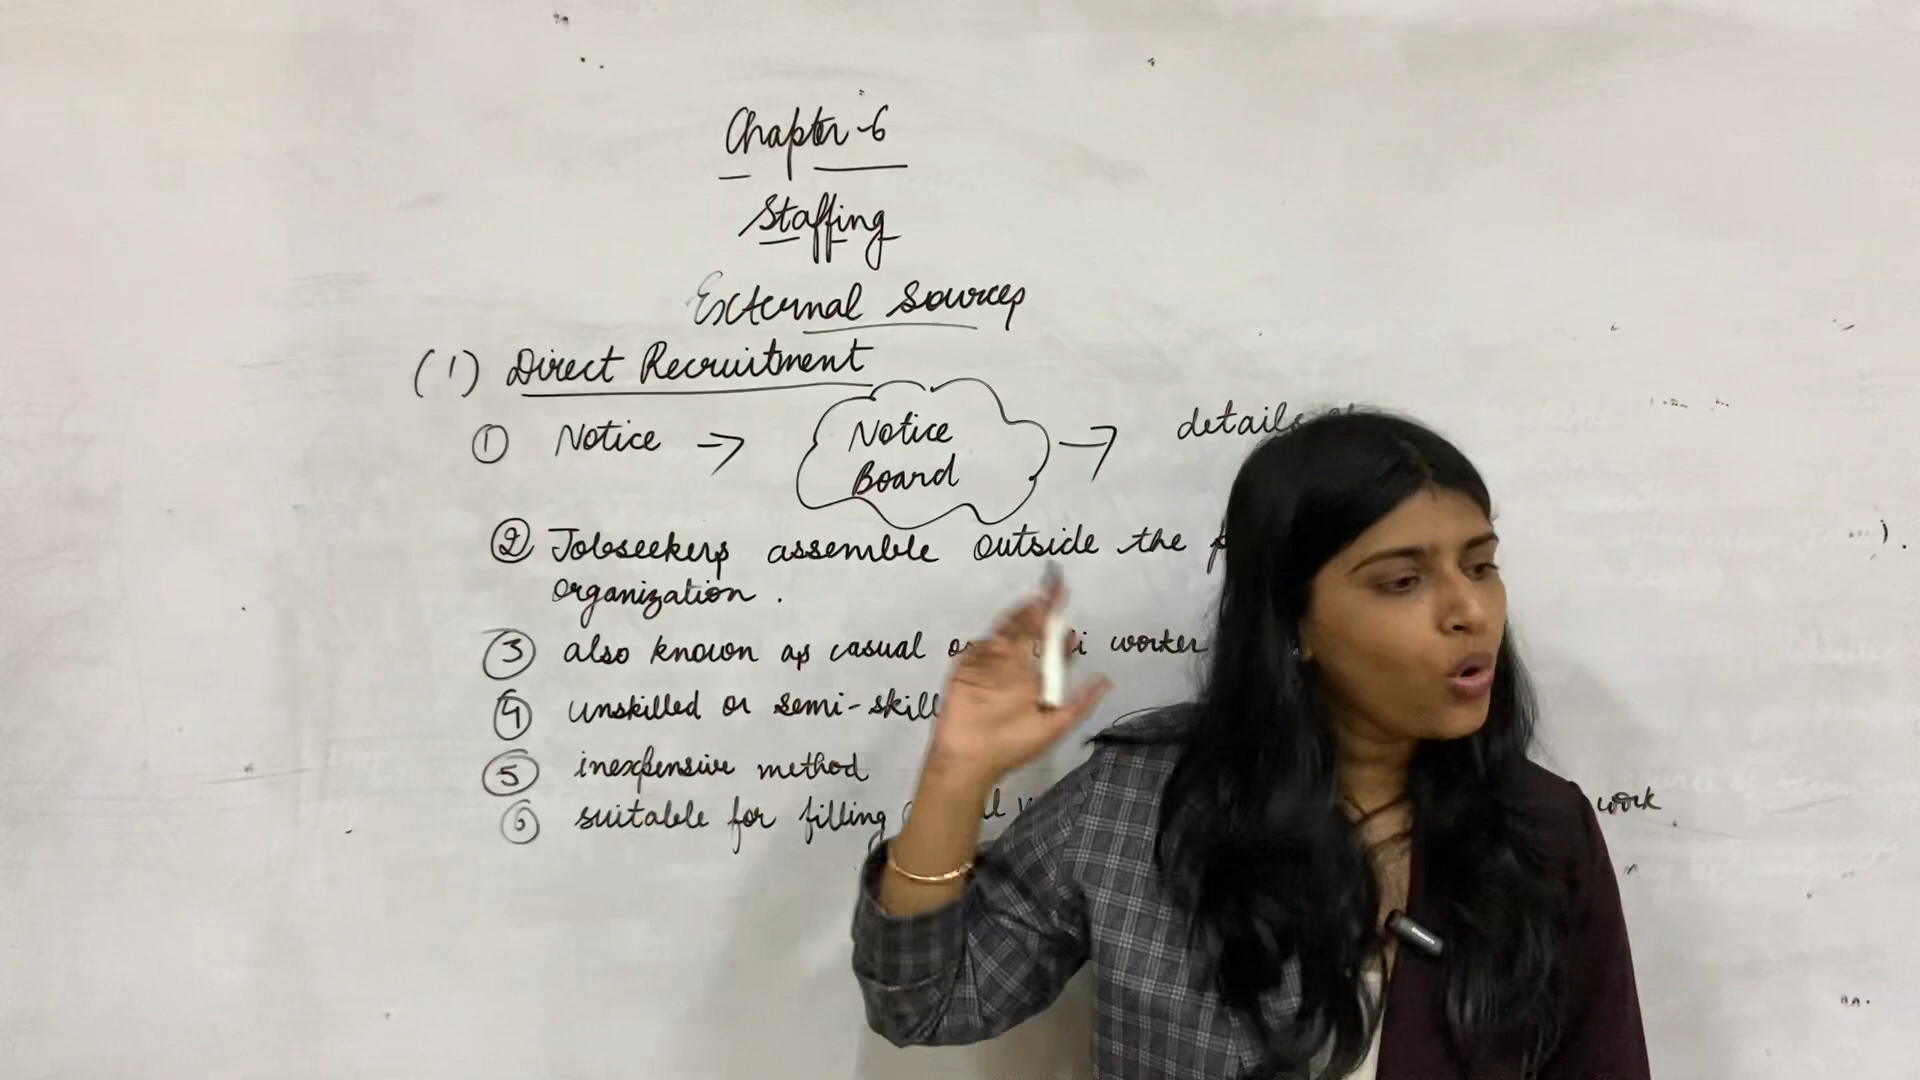 Chapter-6
Staffing
External Sources
(1) Direct Recruitment
① Notice → Notice Board → details
② Jobseekers assemble outside the
organization.
③ also known as casual worker
④ unskilled or semi-skill
⑤ inexpensive method
⑥ suitable for filling work